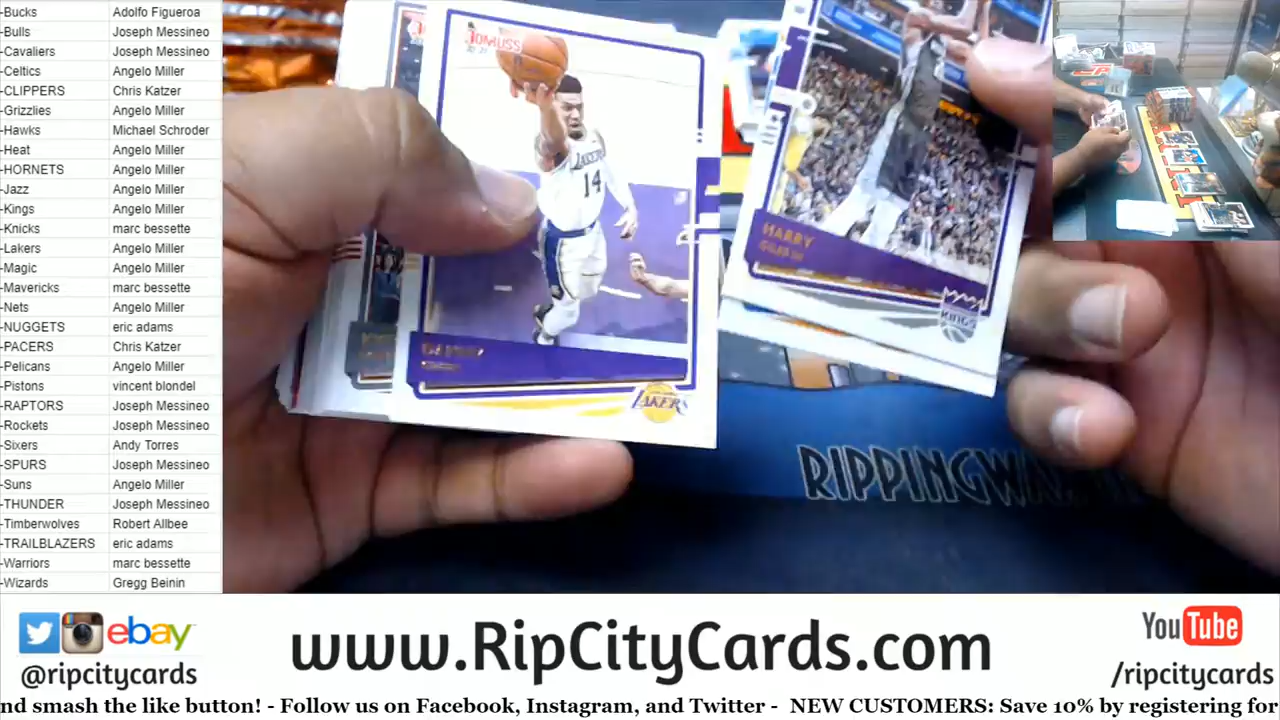 -Bucks Adolfo Figueroa
-Bulls Joseph Messineo
-Cavaliers Joseph Messineo
-Celtics Angelo Miller
-CLIPPERS Chris Katzer
-Grizzlies Angelo Miller
-Hawks Michael Schroder
-Heat Angelo Miller
-HORNETS Angelo Miller
-Jazz Angelo Miller
-Kings Angelo Miller
-Knicks marc bessette
-Lakers Angelo Miller
-Magic Angelo Miller
-Mavericks marc bessette
-Nets Angelo Miller
-NUGGETS eric adams
-PACERS Chris Katzer
-Pelicans Angelo Miller
-Pistons vincent blondel
-RAPTORS Joseph Messineo
-Rockets Joseph Messineo
-Sixers Andy Torres
-SPURS Joseph Messineo
-Suns Angelo Miller
-THUNDER Joseph Messineo
-Timberwolves Robert Allbee
-TRAILBLAZERS eric adams
-Warriors marc bessette
-Wizards Gregg Beinin
DONRUSS
LAKERS
14
LAKERS
HARRY
KINGS
ebay
@ripcitycards
www.RipCityCards.com
YouTube
/ripcitycards
nd smash the like button! - Follow us on Facebook, Instagram, and Twitter - NEW CUSTOMERS: Save 10% by registering for